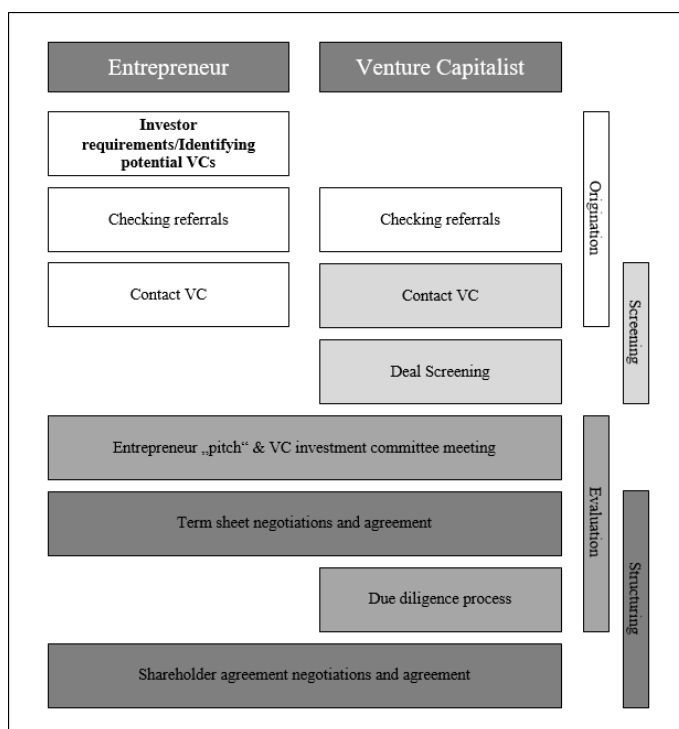 Entrepreneur
Venture Capitalist
Investor
requirements/Identifying
potential VCs
Checking referrals
Checking referrals
Origination
Contact VC
Contact VC
Screening
Deal Screening
Entrepreneur „pitch“ & VC investment committee meeting
Evaluation
Term sheet negotiations and agreement
Structuring
Due diligence process
Shareholder agreement negotiations and agreement